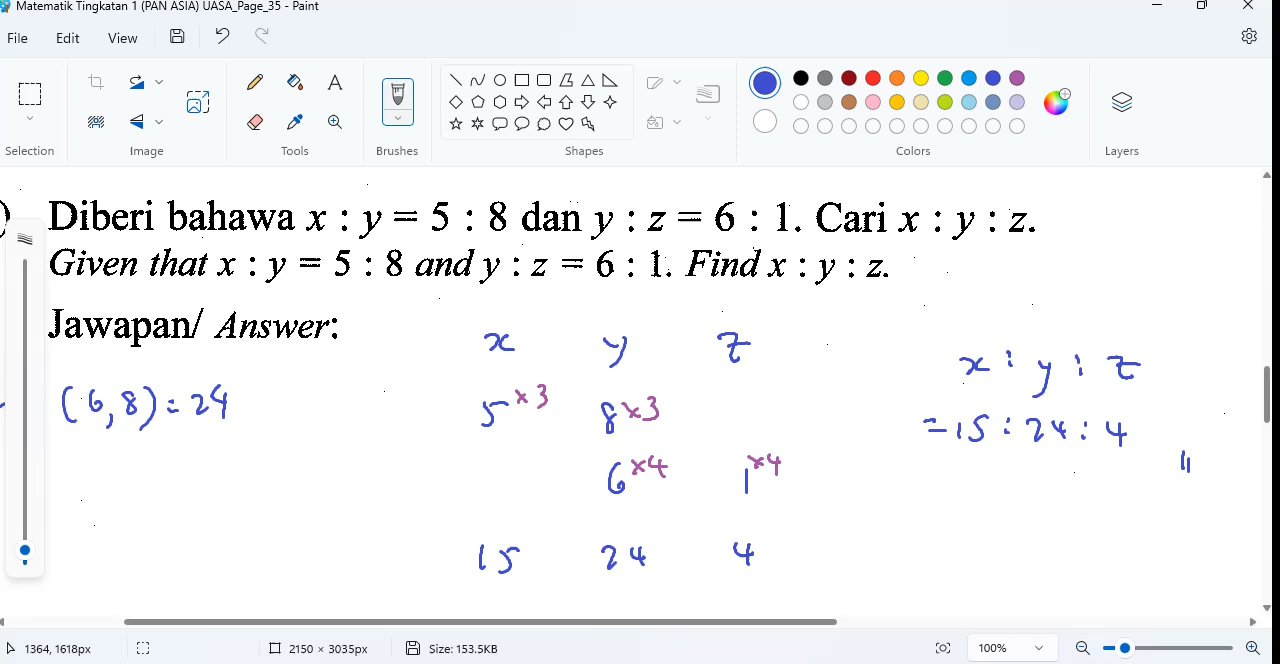 Matematik Tingkatan 1 (PAN ASIA) UASA_Page_35 - Paint
File Edit View
Selection Image Tools Brushes Shapes Colors Layers
Diberi bahawa x : y = 5 : 8 dan y : z = 6 : 1. Cari x : y : z.
Given that x : y = 5 : 8 and y : z = 6 : 1. Find x : y : z.
Jawapan/ Answer:
x y z
x : y : z
(6,8) = 24
5 ×3 8 ×3
= 15 : 24 : 4
6 ×4 1 ×4
15 24 4
1364, 1618px 2150 × 3035px Size: 153.5KB 100%